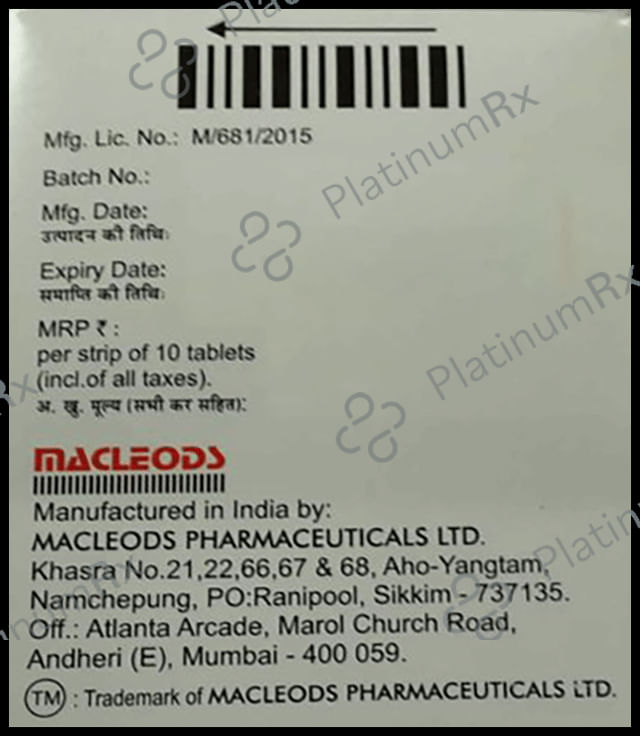 Mfg. Lic. No.: M/681/2015
Batch No.:
Mfg. Date:
उत्पादन की तिथिः
Expiry Date:
समाप्ति की तिथिः
MRP ₹ :
per strip of 10 tablets
(incl.of all taxes).
अ. खु. मूल्य (सभी कर सहित):
MACLEODS
Manufactured in India by:
MACLEODS PHARMACEUTICALS LTD.
Khasra No.21,22,66,67 & 68, Aho-Yangtam,
Namchepung, PO:Ranipool, Sikkim - 737135.
Off.: Atlanta Arcade, Marol Church Road,
Andheri (E), Mumbai - 400 059.
TM : Trademark of MACLEODS PHARMACEUTICALS LTD.
PlatinumRx
PlatinumRx